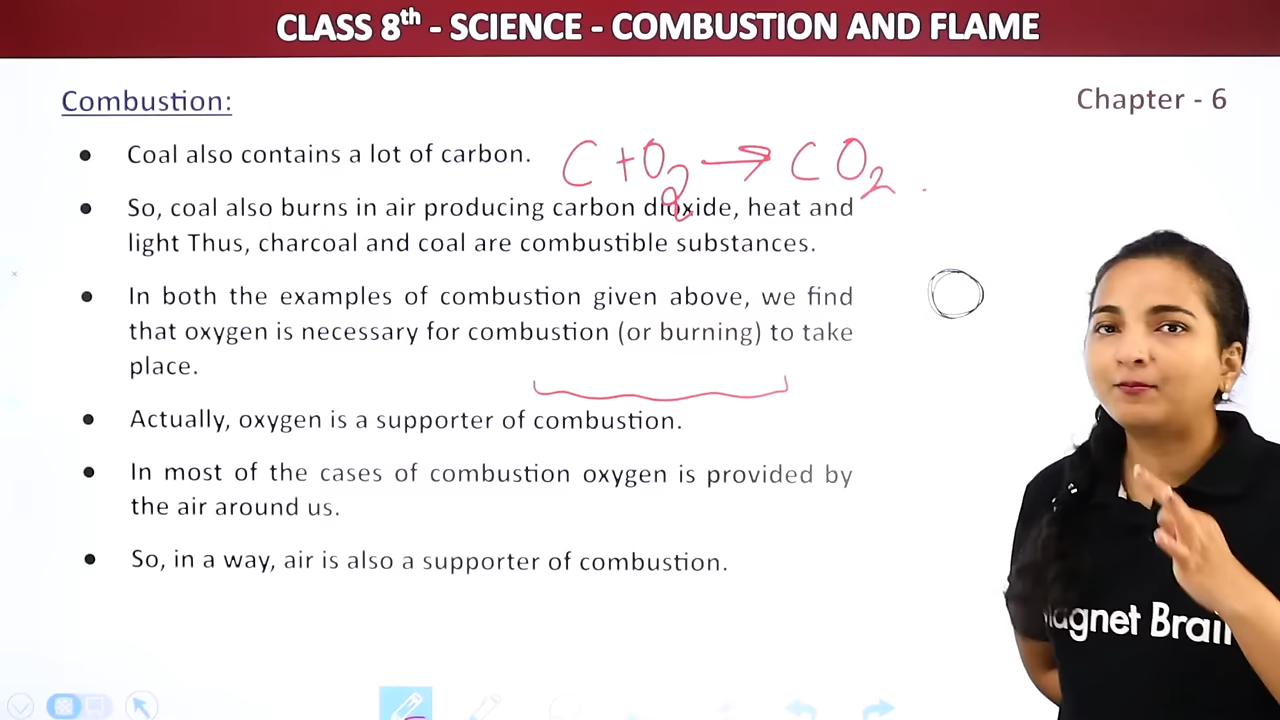 CLASS 8th - SCIENCE - COMBUSTION AND FLAME
Combustion:
Chapter - 6
● Coal also contains a lot of carbon.
C + O2 → CO2
● So, coal also burns in air producing carbon dioxide, heat and
light Thus, charcoal and coal are combustible substances.
● In both the examples of combustion given above, we find
that oxygen is necessary for combustion (or burning) to take
place.
● Actually, oxygen is a supporter of combustion.
● In most of the cases of combustion oxygen is provided by
the air around us.
● So, in a way, air is also a supporter of combustion.
Magnet Brain